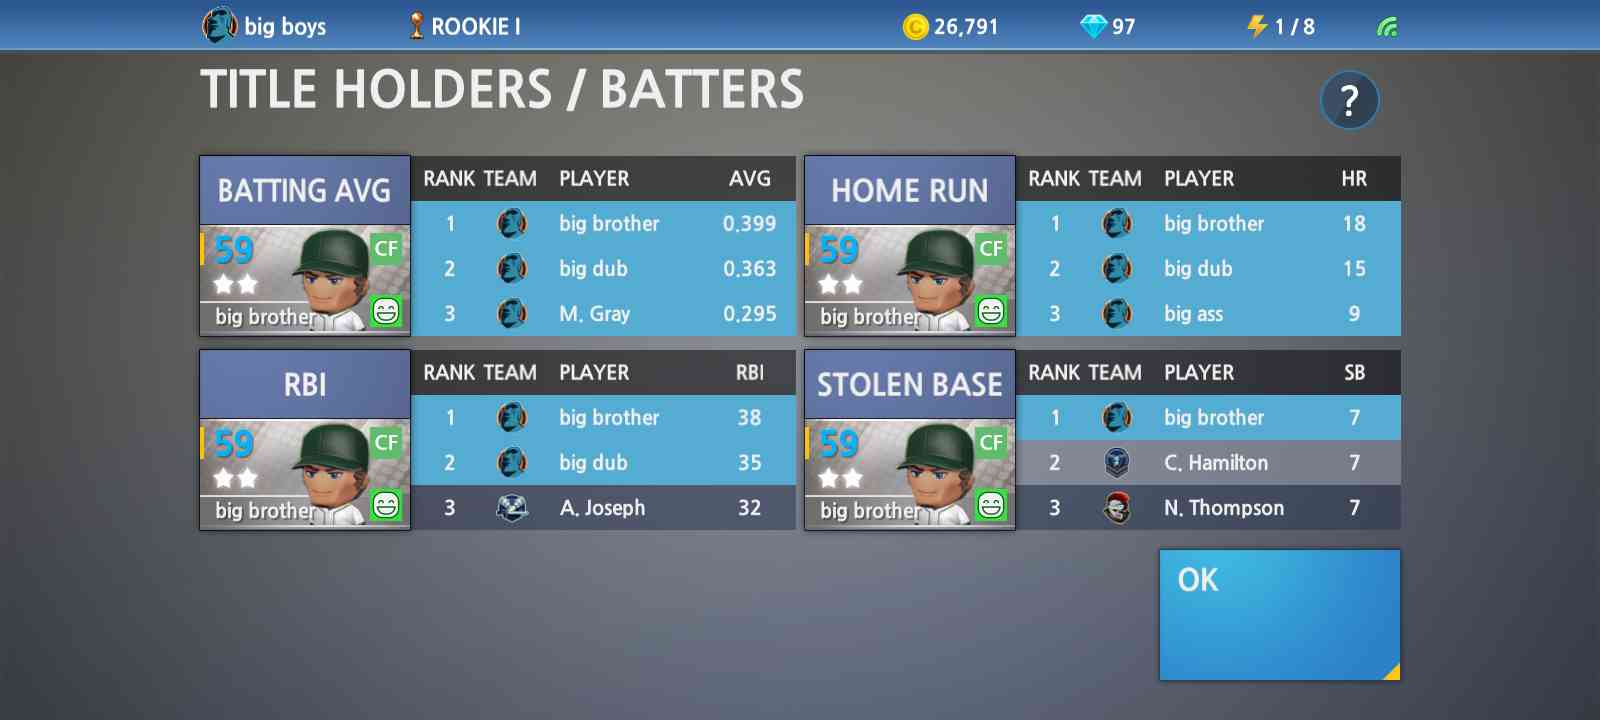 big boys ROOKIE I C 26,791 97 1 / 8
TITLE HOLDERS / BATTERS ?
BATTING AVG RANK TEAM PLAYER AVG
1 big brother 0.399
2 big dub 0.363
3 M. Gray 0.295
59 CF
big brother
HOME RUN RANK TEAM PLAYER HR
1 big brother 18
2 big dub 15
3 big ass 9
59 CF
big brother
RBI RANK TEAM PLAYER RBI
1 big brother 38
2 big dub 35
3 A. Joseph 32
59 CF
big brother
STOLEN BASE RANK TEAM PLAYER SB
1 big brother 7
2 C. Hamilton 7
3 N. Thompson 7
59 CF
big brother
OK